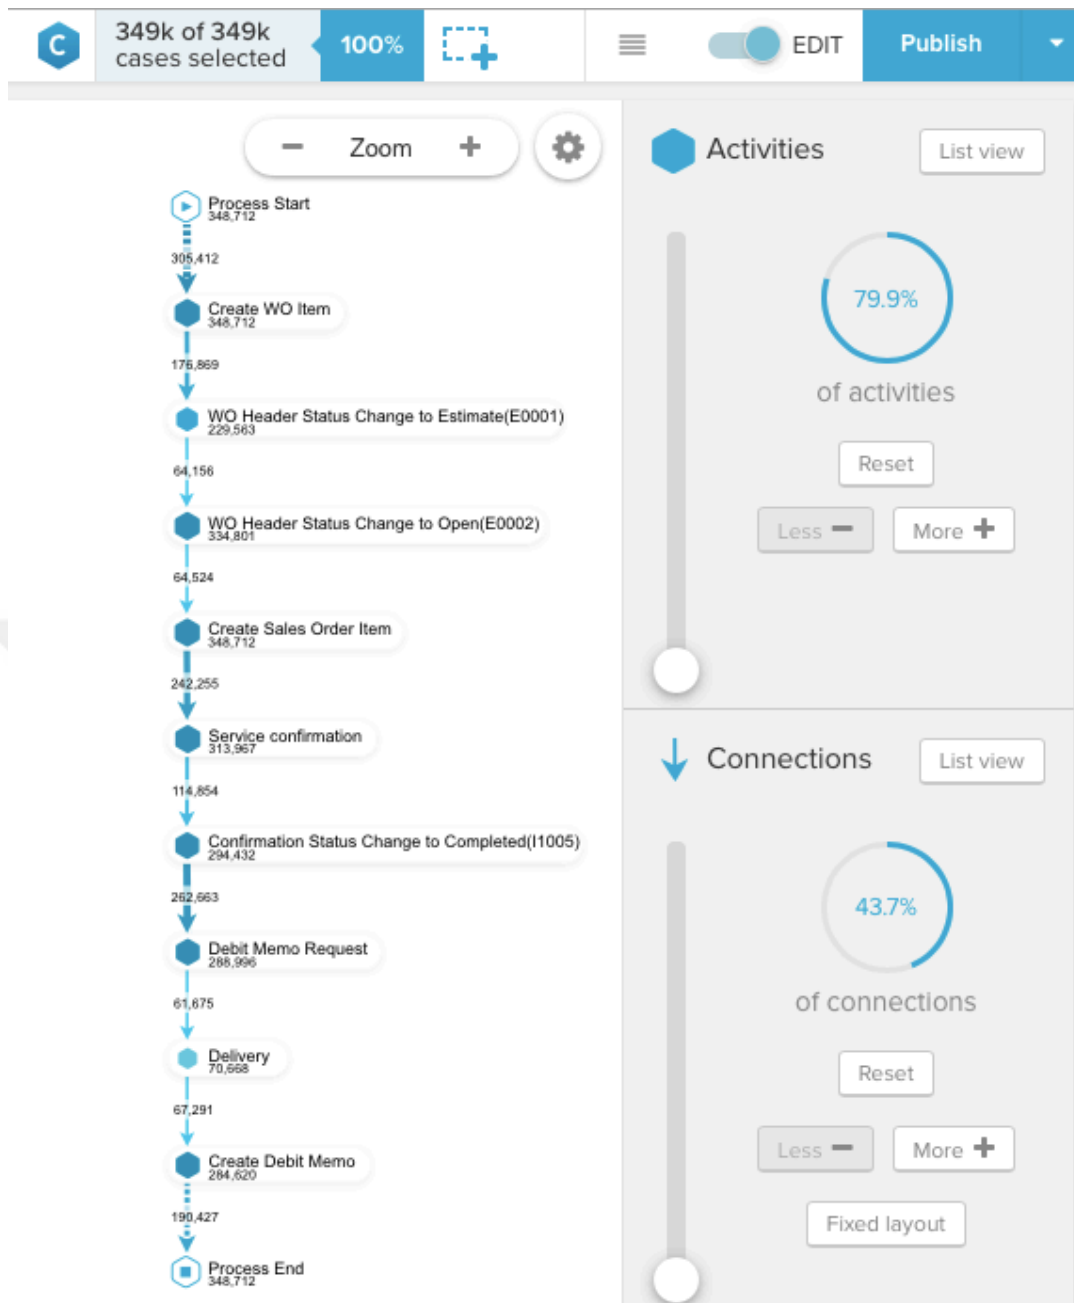 C
349k of 349k
cases selected
100%
EDIT
Publish
Zoom
Process Start
348,712
305,412
Create WO Item
348,712
176,869
WO Header Status Change to Estimate(E0001)
229,563
64,156
WO Header Status Change to Open(E0002)
334,801
64,524
Create Sales Order Item
348,712
242,255
Service confirmation
313,967
114,854
Confirmation Status Change to Completed(I1005)
294,432
262,663
Debit Memo Request
288,996
61,675
Delivery
70,668
67,291
Create Debit Memo
284,620
190,427
Process End
348,712
Activities
List view
79.9%
of activities
Reset
Less
More
Connections
List view
43.7%
of connections
Reset
Less
More
Fixed layout